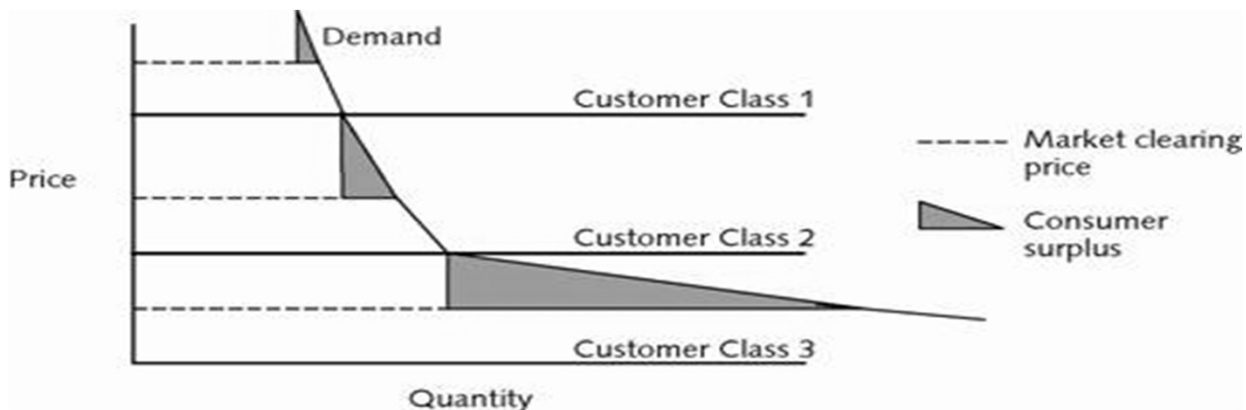 Demand
Customer Class 1
Market clearing
price
Price
Consumer
surplus
Customer Class 2
Customer Class 3
Quantity